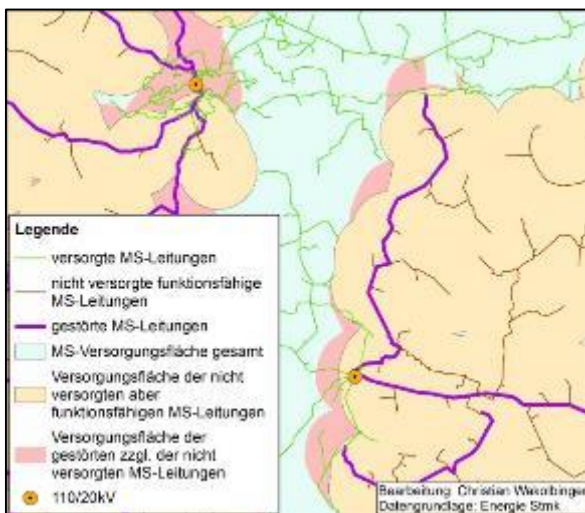 Legende
versorgte MS-Leitungen
nicht versorgte funktionsfähige
MS-Leitungen
gestörte MS-Leitungen
MS-Versorgungsfläche gesamt
Versorgungsfläche der nicht
versorgten aber
funktionsfähigen MS-Leitungen
Versorgungsfläche der
gestörten zzgl. der nicht
versorgten MS-Leitungen
110/20kV
Bearbeitung: Christian Wakolbinger
Datengrundlage: Energie Stmk